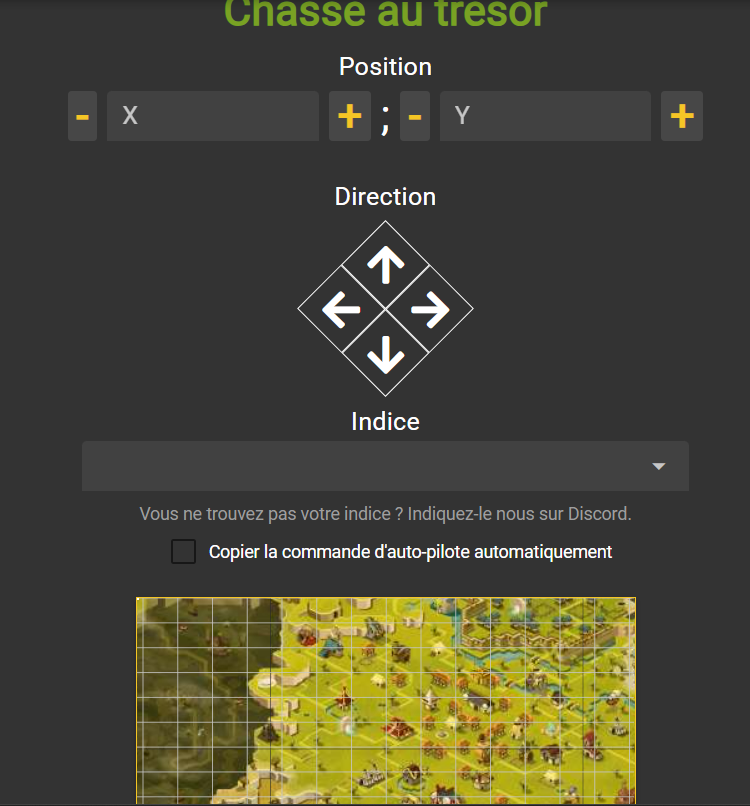 Chasse au trésor
Position
- X + ; - Y +
Direction
Indice
Vous ne trouvez pas votre indice ? Indiquez-le nous sur Discord.
Copier la commande d'auto-pilote automatiquement